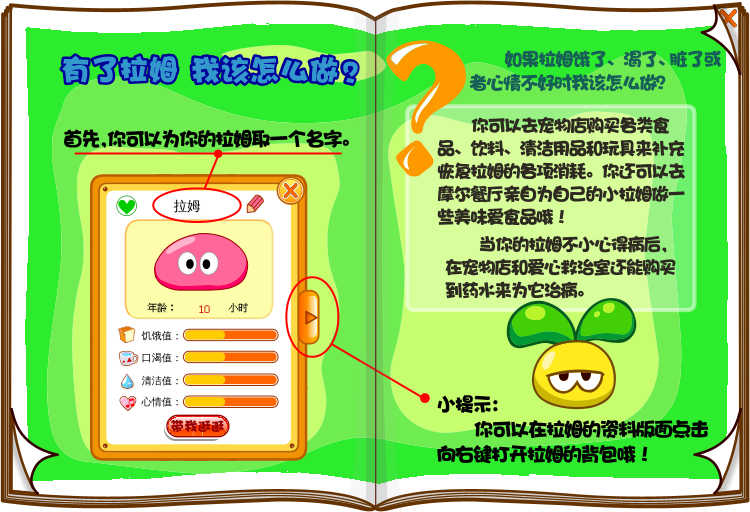 有了拉姆 我该怎么做？
首先,你可以为你的拉姆取一个名字。
拉姆
年龄： 10 小时
饥饿值：
口渴值：
清洁值：
心情值：
带我逛逛
如果拉姆饿了、渴了、脏了或
者心情不好时我该怎么做?
你可以去宠物店购买各类食
品、饮料、清洁用品和玩具来补充
恢复拉姆的各项消耗。你还可以去
摩尔餐厅亲自为自己的小拉姆做一
些美味爱食品哦！
当你的拉姆不小心得病后，
在宠物店和爱心救治室还能购买
到药水来为它治病。
小提示：
你可以在拉姆的资料版面点击
向右键打开拉姆的背包哦！